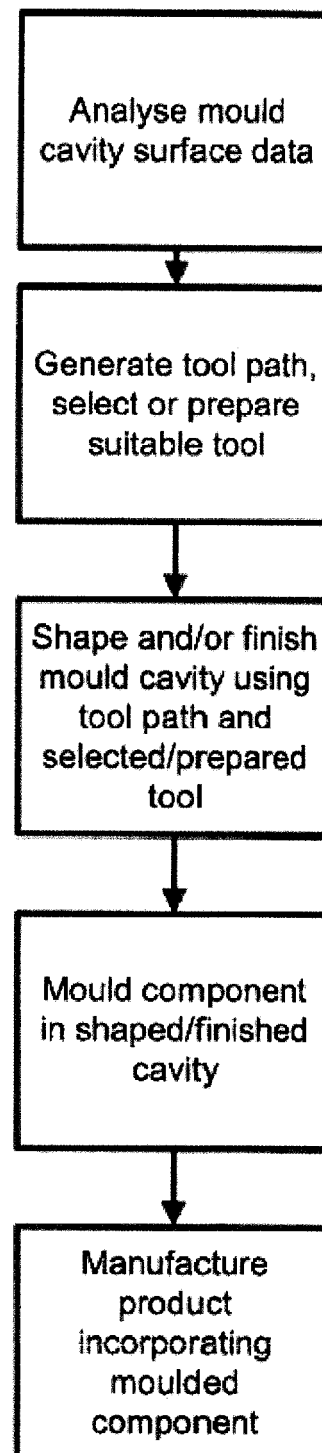 Analyse mould
cavity surface data
Generate tool path,
select or prepare
suitable tool
Shape and/or finish
mould cavity using
tool path and
selected/prepared
tool
Mould component
in shaped/finished
cavity
Manufacture
product
incorporating
moulded
component